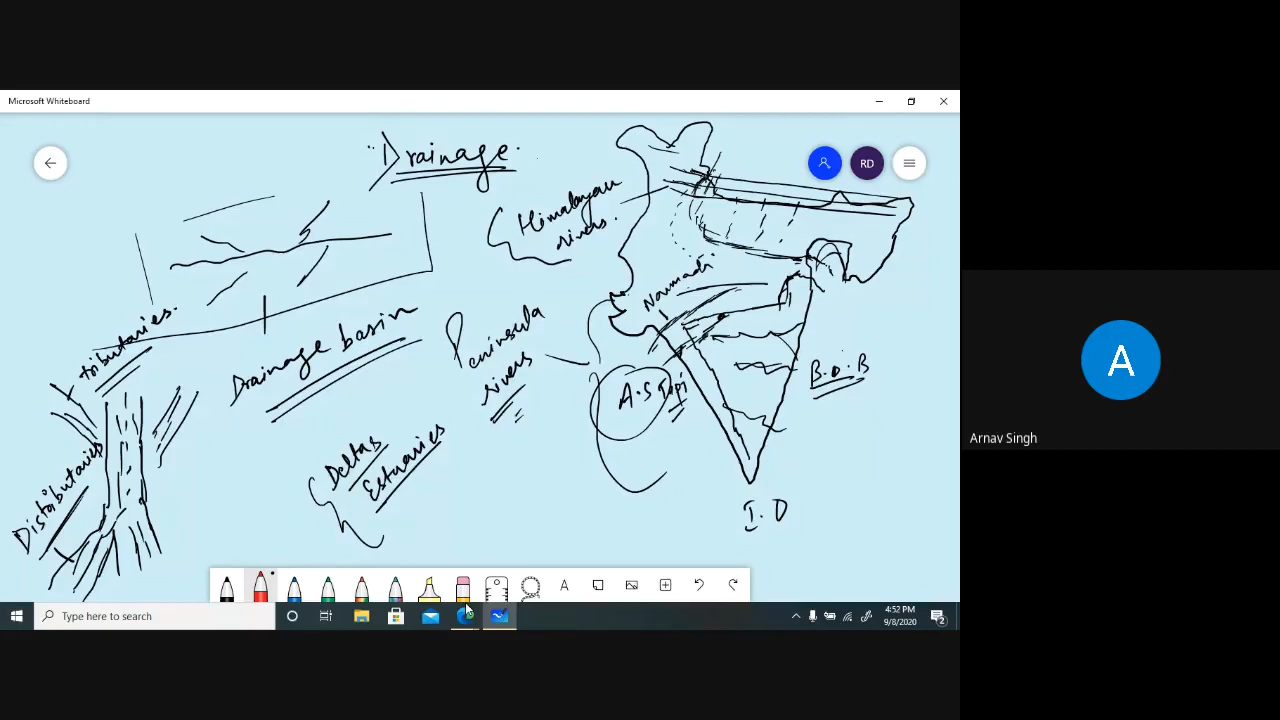 Microsoft Whiteboard
Drainage
RD
Himalayan
rivers.
Tributaries.
Drainage basin
Peninsula
rivers
Narmada
A.S
Tapi
B.O.B
Deltas
Estuaries
Distributaries
I.O
A
Arnav Singh
A
Type here to search
4:52 PM
9/8/2020
2